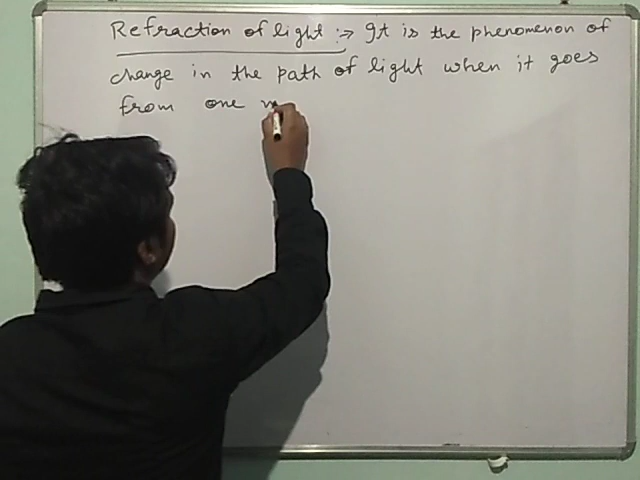 Refraction of light :→ It is the phenomenon of
change in the path of light when it goes
from one m